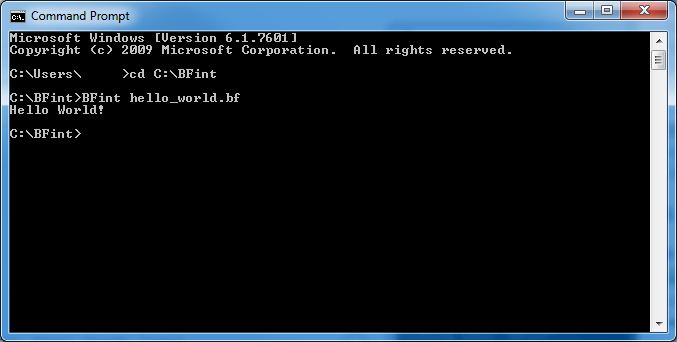 Command Prompt
Microsoft Windows [Version 6.1.7601]
Copyright (c) 2009 Microsoft Corporation.  All rights reserved.
C:\Users\     >cd C:\BFint
C:\BFint>BFint hello_world.bf
Hello World!
C:\BFint>